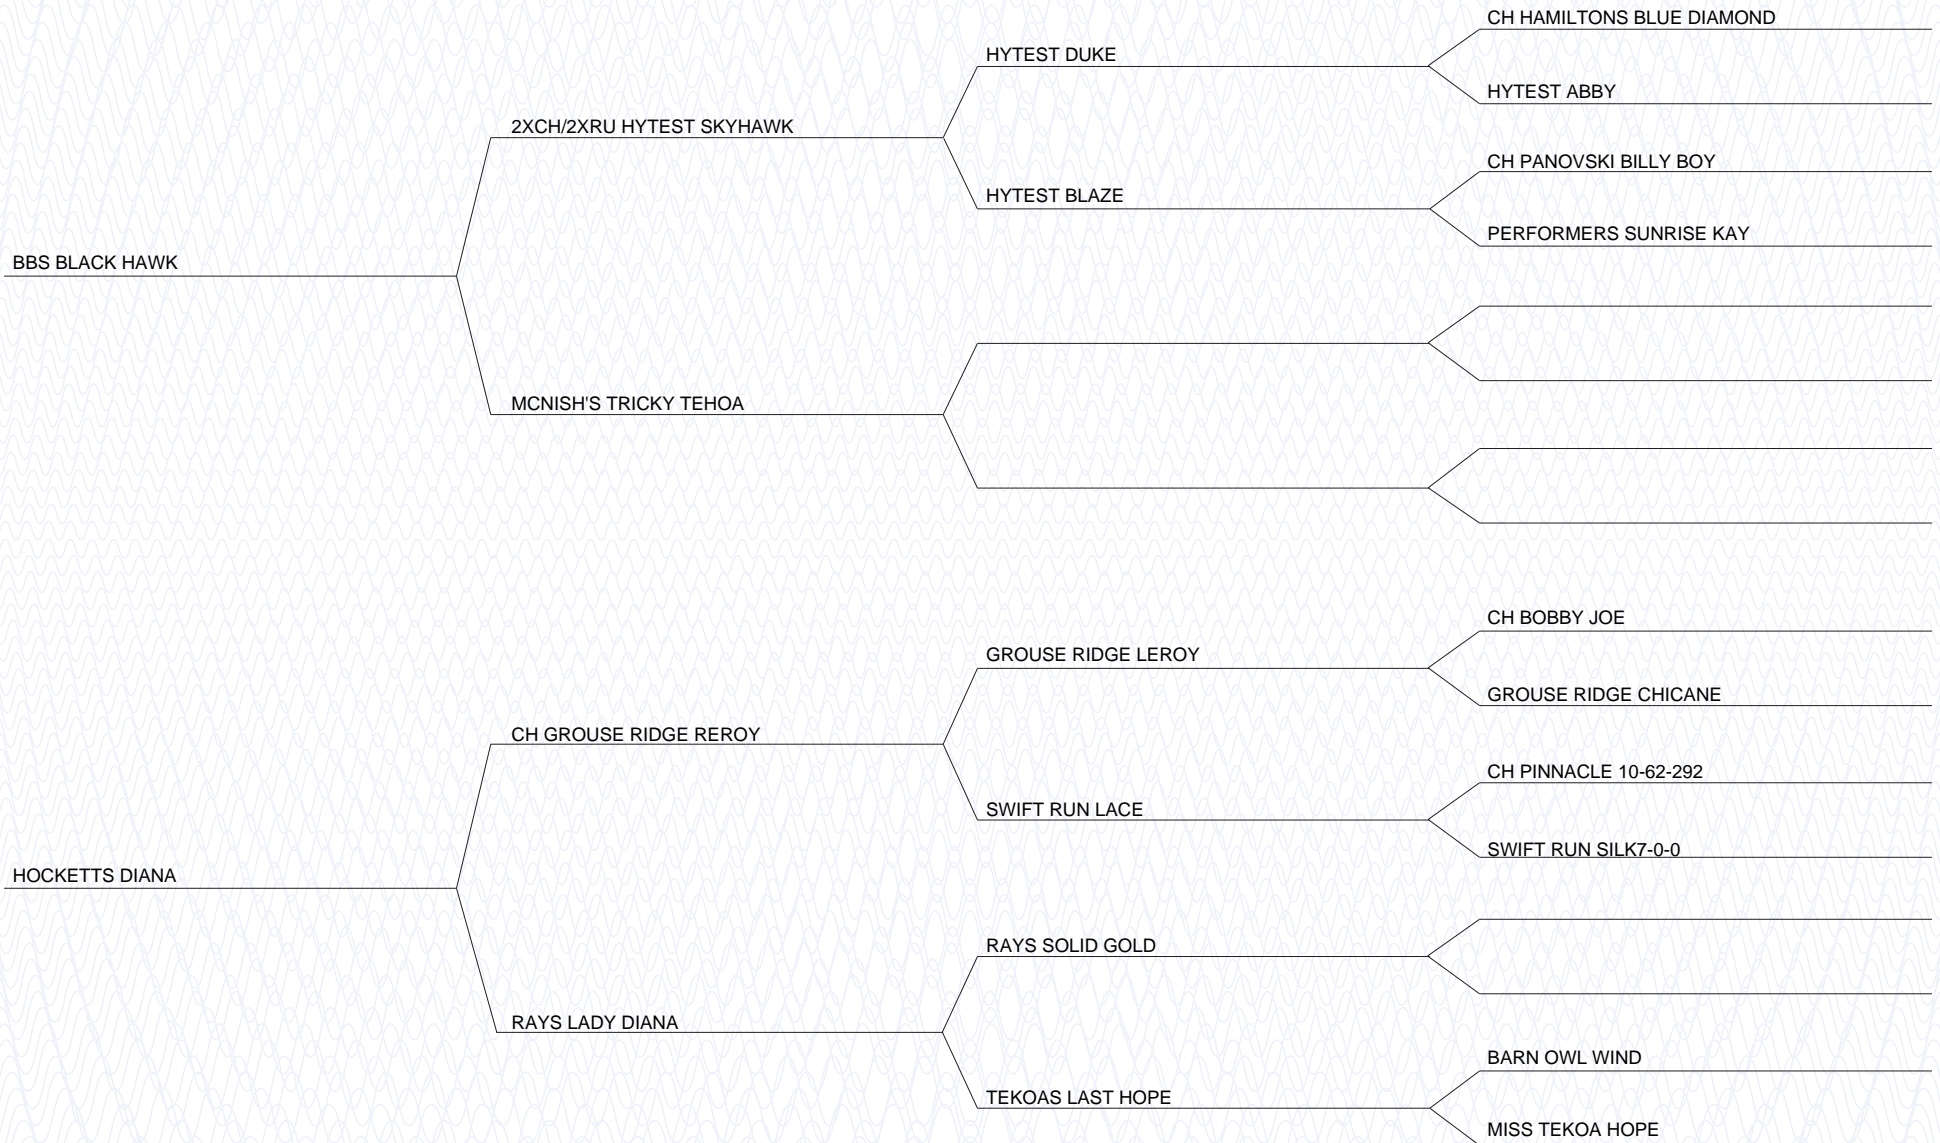 CH HAMILTONS BLUE DIAMOND
HYTEST DUKE
HYTEST ABBY
2XCH/2XRU HYTEST SKYHAWK
CH PANOVSKI BILLY BOY
HYTEST BLAZE
PERFORMERS SUNRISE KAY
BBS BLACK HAWK
MCNISH'S TRICKY TEHOA
CH BOBBY JOE
GROUSE RIDGE LEROY
GROUSE RIDGE CHICANE
CH GROUSE RIDGE REROY
CH PINNACLE 10-62-292
SWIFT RUN LACE
SWIFT RUN SILK7-0-0
HOCKETTS DIANA
RAYS SOLID GOLD
RAYS LADY DIANA
BARN OWL WIND
TEKOAS LAST HOPE
MISS TEKOA HOPE